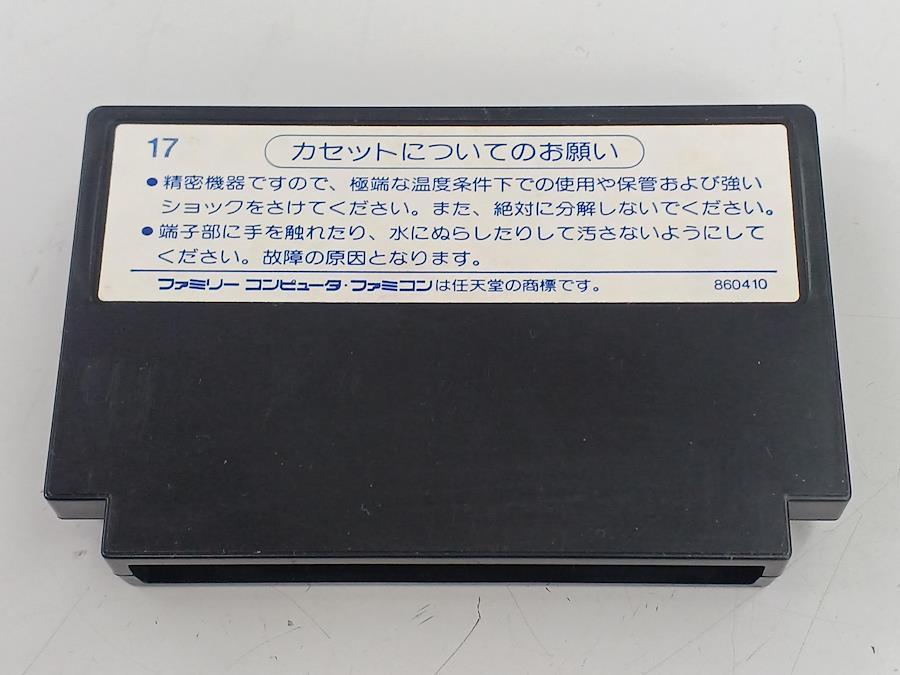 17
カセットについてのお願い
●精密機器ですので、極端な温度条件下での使用や保管および強い
ショックをさけてください。また、絶対に分解しないでください。
●端子部に手を触れたり、水にぬらしたりして汚さないようにして
ください。故障の原因となります。
ファミリー コンピュータ・ファミコンは任天堂の商標です。 860410